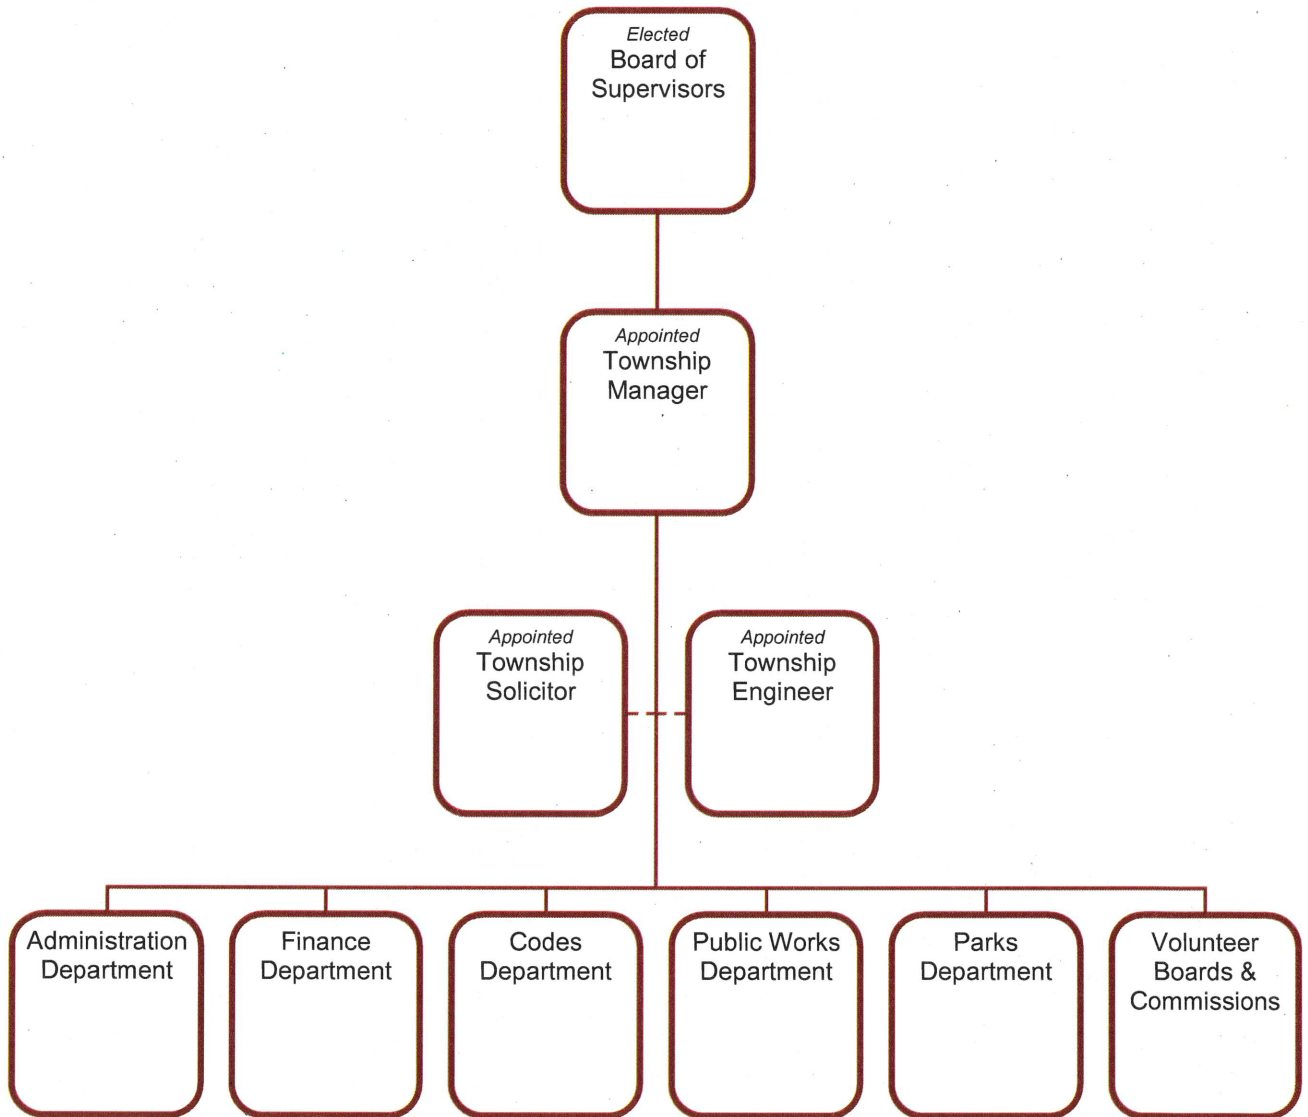 Elected
Board of
Supervisors
Appointed
Township
Manager
Appointed
Township
Solicitor
Appointed
Township
Engineer
Administration
Department
Finance
Department
Codes
Department
Public Works
Department
Parks
Department
Volunteer
Boards &
Commissions